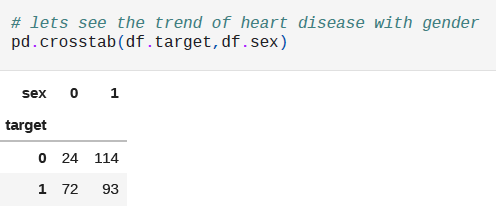 # lets see the trend of heart disease with gender
pd.crosstab(df.target,df.sex)
sex 0 1
target
0 24 114
1 72 93